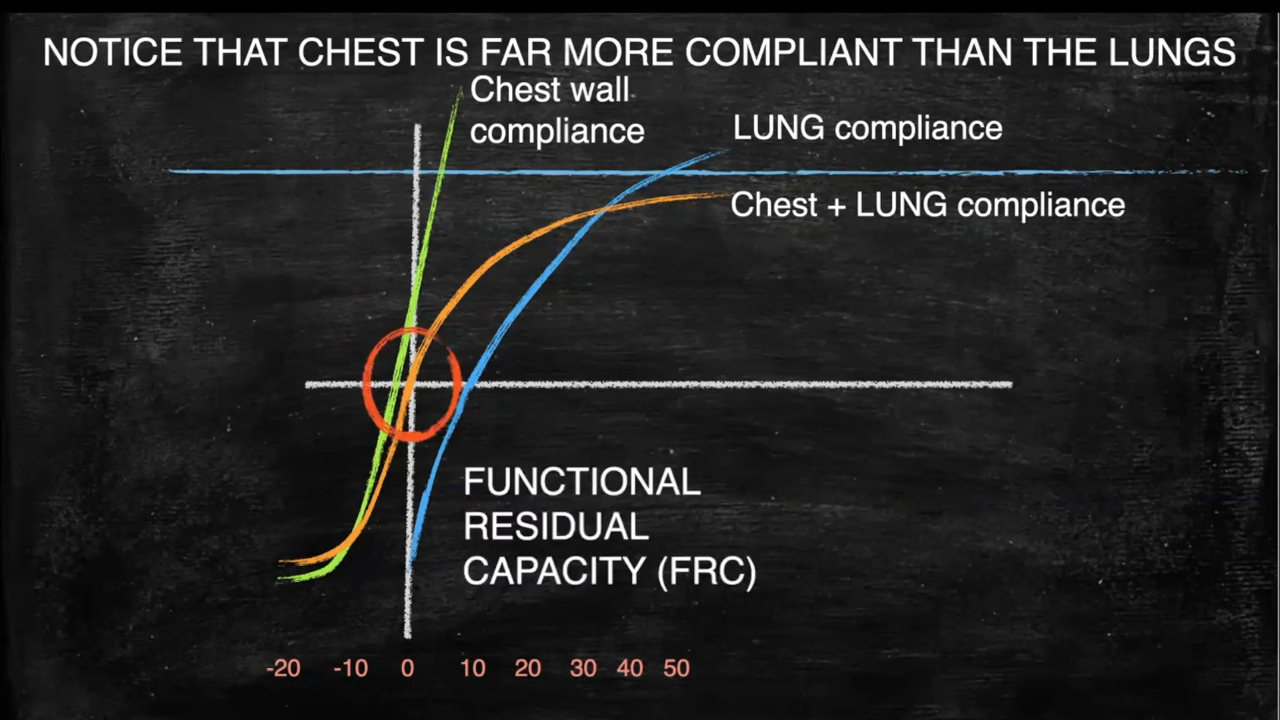 NOTICE THAT CHEST IS FAR MORE COMPLIANT THAN THE LUNGS
Chest wall
compliance
LUNG compliance
Chest + LUNG compliance
FUNCTIONAL
RESIDUAL
CAPACITY (FRC)
-20 -10 0 10 20 30 40 50